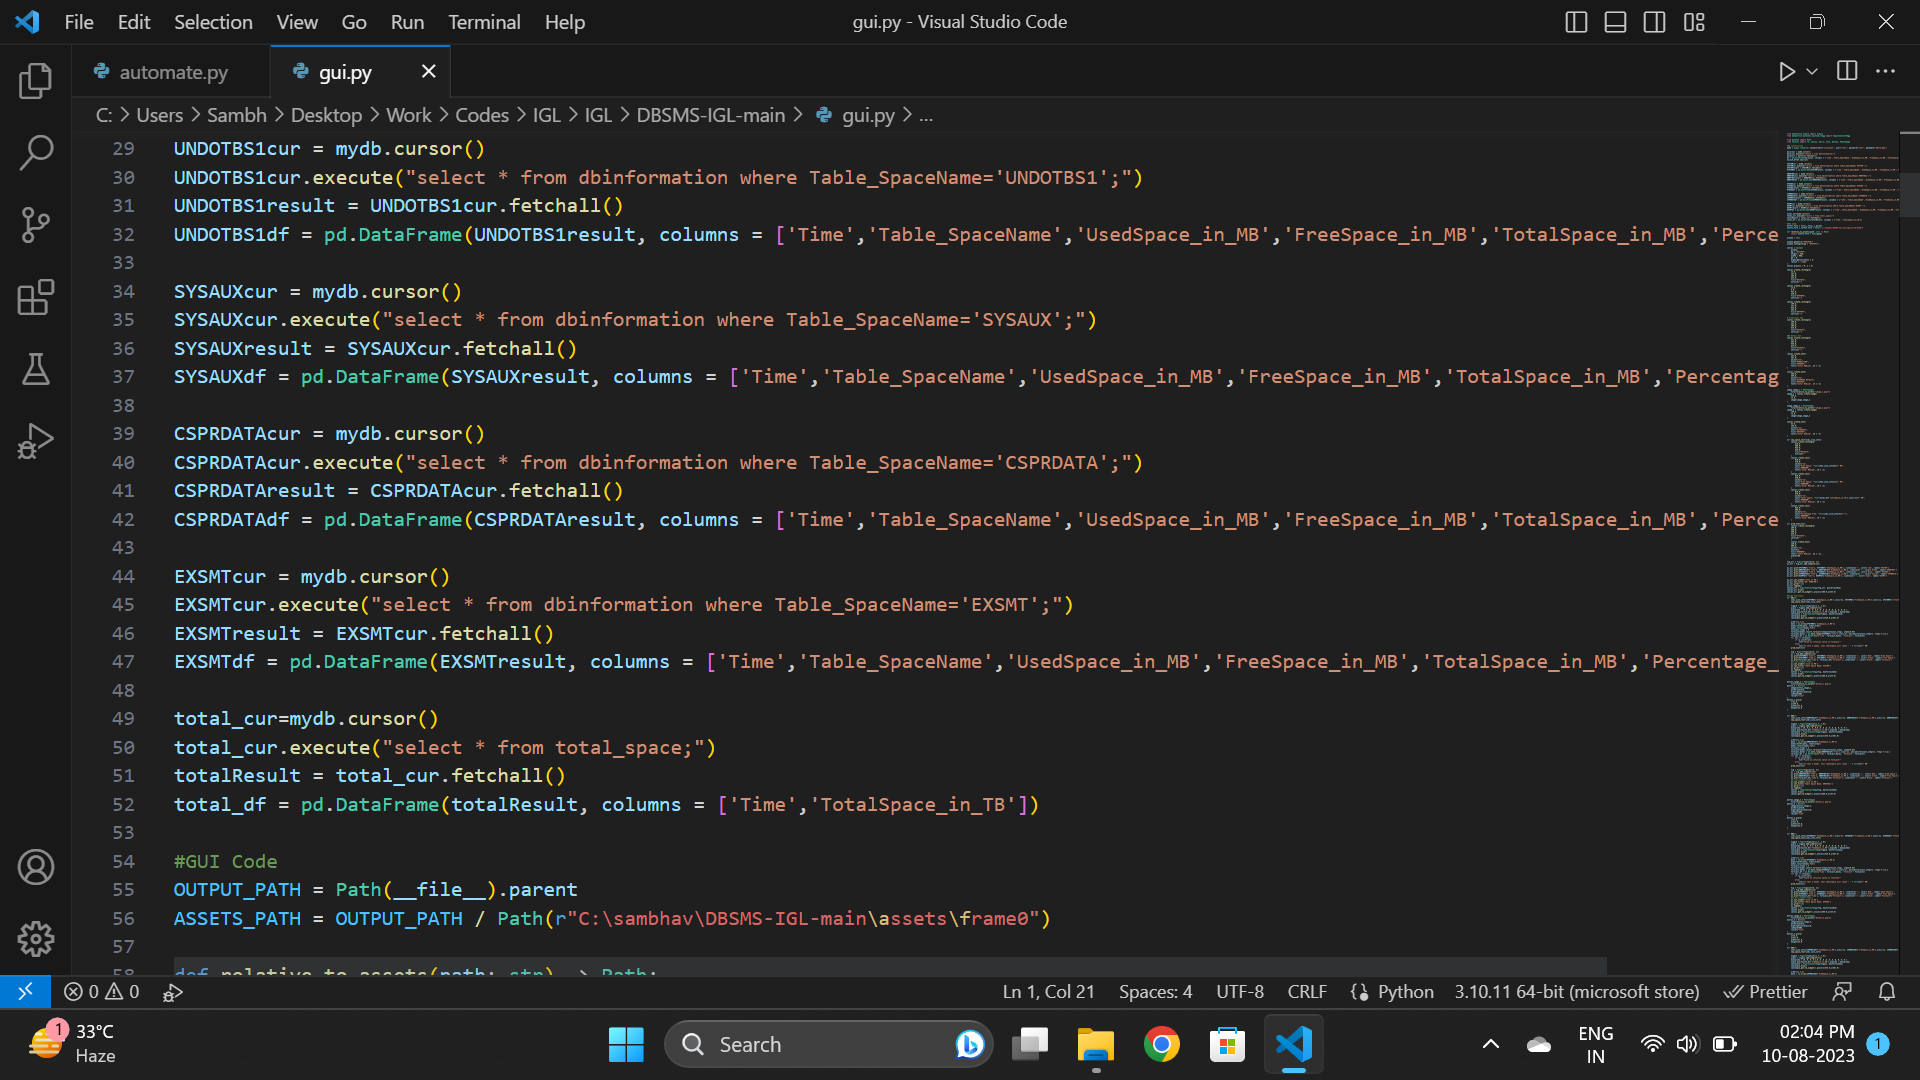 File Edit Selection View Go Run Terminal Help
gui.py - Visual Studio Code
automate.py
gui.py
C: > Users > Sambh > Desktop > Work > Codes > IGL > IGL > DBSMS-IGL-main > gui.py > ...
29 UNDOTBS1cur = mydb.cursor()
30 UNDOTBS1cur.execute("select * from dbinformation where Table_SpaceName='UNDOTBS1';")
31 UNDOTBS1result = UNDOTBS1cur.fetchall()
32 UNDOTBS1df = pd.DataFrame(UNDOTBS1result, columns = ['Time','Table_SpaceName','UsedSpace_in_MB','FreeSpace_in_MB','TotalSpace_in_MB','Perce
33
34 SYSAUXcur = mydb.cursor()
35 SYSAUXcur.execute("select * from dbinformation where Table_SpaceName='SYSAUX';")
36 SYSAUXresult = SYSAUXcur.fetchall()
37 SYSAUXdf = pd.DataFrame(SYSAUXresult, columns = ['Time','Table_SpaceName','UsedSpace_in_MB','FreeSpace_in_MB','TotalSpace_in_MB','Percentag
38
39 CSPRDATAcur = mydb.cursor()
40 CSPRDATAcur.execute("select * from dbinformation where Table_SpaceName='CSPRDATA';")
41 CSPRDATAresult = CSPRDATAcur.fetchall()
42 CSPRDATAdf = pd.DataFrame(CSPRDATAresult, columns = ['Time','Table_SpaceName','UsedSpace_in_MB','FreeSpace_in_MB','TotalSpace_in_MB','Perce
43
44 EXSMTcur = mydb.cursor()
45 EXSMTcur.execute("select * from dbinformation where Table_SpaceName='EXSMT';")
46 EXSMTresult = EXSMTcur.fetchall()
47 EXSMTdf = pd.DataFrame(EXSMTresult, columns = ['Time','Table_SpaceName','UsedSpace_in_MB','FreeSpace_in_MB','TotalSpace_in_MB','Percentage_
48
49 total_cur=mydb.cursor()
50 total_cur.execute("select * from total_space;")
51 totalResult = total_cur.fetchall()
52 total_df = pd.DataFrame(totalResult, columns = ['Time','TotalSpace_in_TB'])
53
54 #GUI Code
55 OUTPUT_PATH = Path(__file__).parent
56 ASSETS_PATH = OUTPUT_PATH / Path(r"C:\sambhav\DBSMS-IGL-main\assets\frame0")
57
58 def relative_to_assets(path: str) -> Path:
0 0
Ln 1, Col 21 Spaces: 4 UTF-8 CRLF Python 3.10.11 64-bit (microsoft store) Prettier
1
33°C
Haze
Search
ENG
IN
02:04 PM
10-08-2023
1